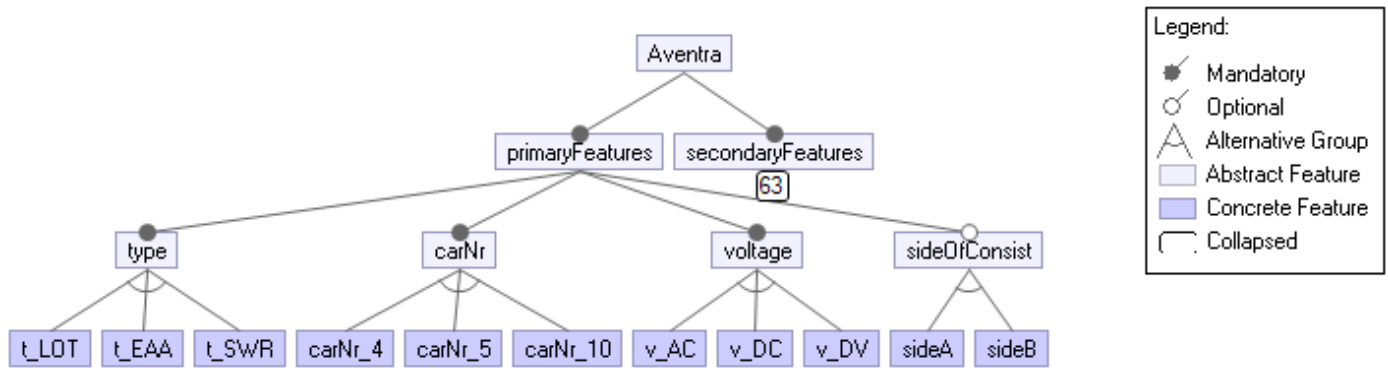 Aventra
primaryFeatures
secondaryFeatures
63
type
carNr
voltage
sideOfConsist
t_LOT
t_EAA
t_SWR
carNr_4
carNr_5
carNr_10
v_AC
v_DC
v_DV
sideA
sideB
Legend:
Mandatory
Optional
Alternative Group
Abstract Feature
Concrete Feature
Collapsed